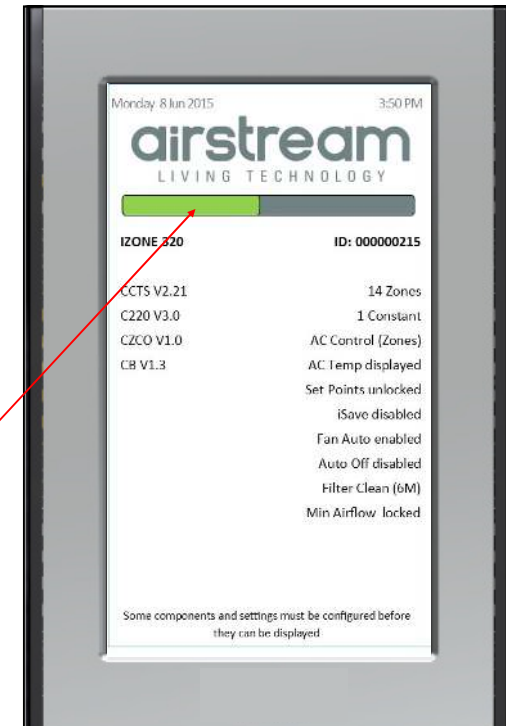 Monday 8 Jun 2015 3:50 PM
airstream
LIVING TECHNOLOGY
IZONE 320 ID: 000000215
CCTS V2.21 14 Zones
C220 V3.0 1 Constant
CZCO V1.0 AC Control (Zones)
CB V1.3 AC Temp displayed
Set Points unlocked
iSave disabled
Fan Auto enabled
Auto Off disabled
Filter Clean (6M)
Min Airflow locked
Some components and settings must be configured before
they can be displayed